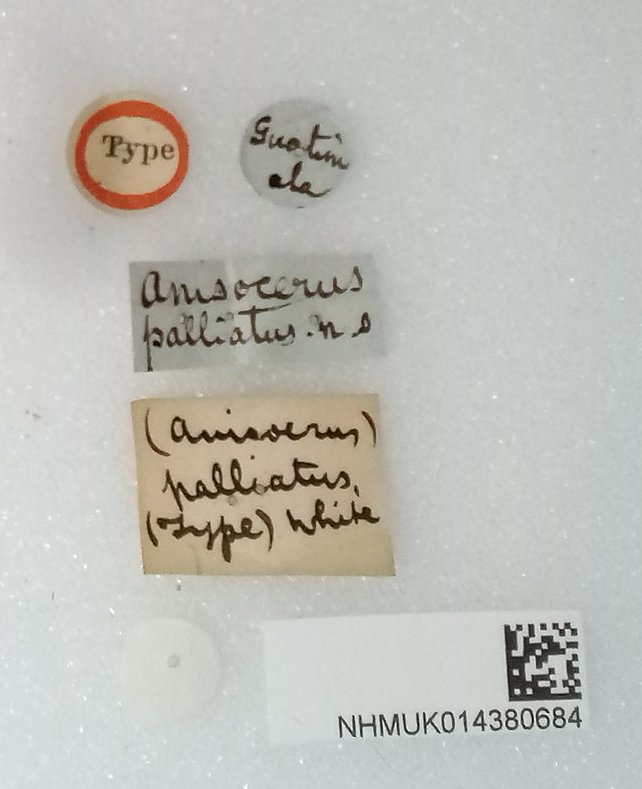 Type
Guatim
ala
Anisocerus
palliatus. n s
(Anisocerus)
palliatus,
(Type) White
NHMUK014380684